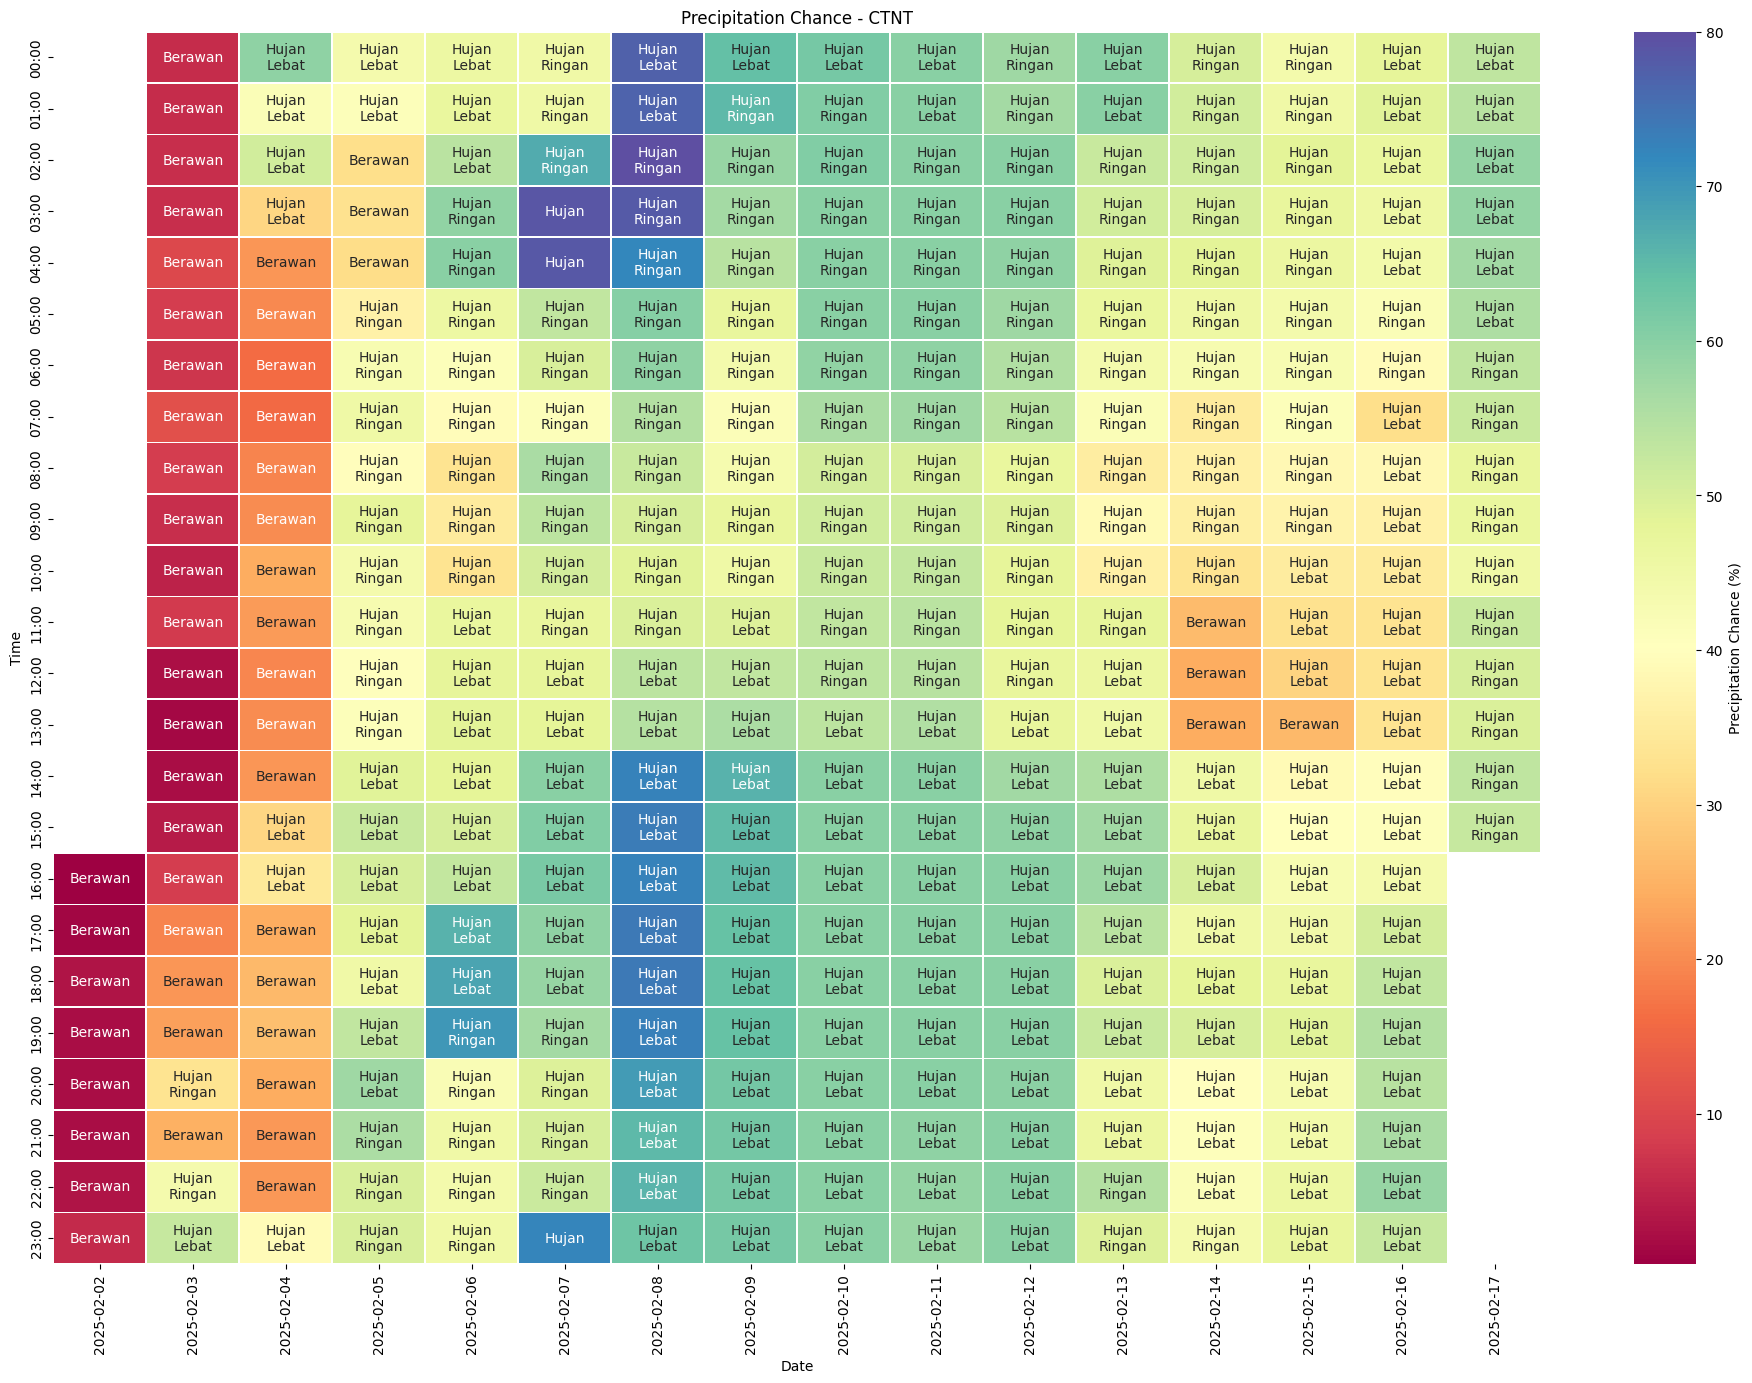 Precipitation Chance - CTNT
00:00 Berawan Hujan Lebat Hujan Lebat Hujan Lebat Hujan Ringan Hujan Lebat Hujan Lebat Hujan Lebat Hujan Lebat Hujan Ringan Hujan Lebat Hujan Ringan Hujan Ringan Hujan Lebat Hujan Lebat
01:00 Berawan Hujan Lebat Hujan Lebat Hujan Lebat Hujan Ringan Hujan Lebat Hujan Ringan Hujan Ringan Hujan Lebat Hujan Ringan Hujan Lebat Hujan Ringan Hujan Ringan Hujan Lebat Hujan Lebat
02:00 Berawan Hujan Lebat Berawan Hujan Lebat Hujan Ringan Hujan Ringan Hujan Ringan Hujan Ringan Hujan Ringan Hujan Ringan Hujan Ringan Hujan Ringan Hujan Ringan Hujan Lebat Hujan Lebat
03:00 Berawan Hujan Lebat Berawan Hujan Ringan Hujan Hujan Ringan Hujan Ringan Hujan Ringan Hujan Ringan Hujan Ringan Hujan Ringan Hujan Ringan Hujan Ringan Hujan Lebat Hujan Lebat
04:00 Berawan Berawan Berawan Hujan Ringan Hujan Hujan Ringan Hujan Ringan Hujan Ringan Hujan Ringan Hujan Ringan Hujan Ringan Hujan Ringan Hujan Ringan Hujan Lebat Hujan Lebat
05:00 Berawan Berawan Hujan Ringan Hujan Ringan Hujan Ringan Hujan Ringan Hujan Ringan Hujan Ringan Hujan Ringan Hujan Ringan Hujan Ringan Hujan Ringan Hujan Ringan Hujan Ringan Hujan Lebat
06:00 Berawan Berawan Hujan Ringan Hujan Ringan Hujan Ringan Hujan Ringan Hujan Ringan Hujan Ringan Hujan Ringan Hujan Ringan Hujan Ringan Hujan Ringan Hujan Ringan Hujan Ringan Hujan Ringan
07:00 Berawan Berawan Hujan Ringan Hujan Ringan Hujan Ringan Hujan Ringan Hujan Ringan Hujan Ringan Hujan Ringan Hujan Ringan Hujan Ringan Hujan Ringan Hujan Ringan Hujan Lebat Hujan Ringan
08:00 Berawan Berawan Hujan Ringan Hujan Ringan Hujan Ringan Hujan Ringan Hujan Ringan Hujan Ringan Hujan Ringan Hujan Ringan Hujan Ringan Hujan Ringan Hujan Ringan Hujan Lebat Hujan Ringan
09:00 Berawan Berawan Hujan Ringan Hujan Ringan Hujan Ringan Hujan Ringan Hujan Ringan Hujan Ringan Hujan Ringan Hujan Ringan Hujan Ringan Hujan Ringan Hujan Ringan Hujan Lebat Hujan Ringan
10:00 Berawan Berawan Hujan Ringan Hujan Ringan Hujan Ringan Hujan Ringan Hujan Ringan Hujan Ringan Hujan Ringan Hujan Ringan Hujan Ringan Hujan Ringan Hujan Lebat Hujan Lebat Hujan Ringan
11:00 Berawan Berawan Hujan Ringan Hujan Lebat Hujan Ringan Hujan Ringan Hujan Lebat Hujan Ringan Hujan Ringan Hujan Ringan Hujan Ringan Berawan Hujan Lebat Hujan Lebat Hujan Ringan
12:00 Berawan Berawan Hujan Ringan Hujan Lebat Hujan Lebat Hujan Lebat Hujan Lebat Hujan Ringan Hujan Ringan Hujan Ringan Hujan Lebat Berawan Hujan Lebat Hujan Lebat Hujan Ringan
13:00 Berawan Berawan Hujan Ringan Hujan Lebat Hujan Lebat Hujan Lebat Hujan Lebat Hujan Lebat Hujan Lebat Hujan Lebat Hujan Lebat Berawan Berawan Hujan Lebat Hujan Ringan
14:00 Berawan Berawan Hujan Lebat Hujan Lebat Hujan Lebat Hujan Lebat Hujan Lebat Hujan Lebat Hujan Lebat Hujan Lebat Hujan Lebat Hujan Lebat Hujan Lebat Hujan Lebat Hujan Ringan
15:00 Berawan Hujan Lebat Hujan Lebat Hujan Lebat Hujan Lebat Hujan Lebat Hujan Lebat Hujan Lebat Hujan Lebat Hujan Lebat Hujan Lebat Hujan Lebat Hujan Lebat Hujan Lebat Hujan Ringan
16:00 Berawan Berawan Hujan Lebat Hujan Lebat Hujan Lebat Hujan Lebat Hujan Lebat Hujan Lebat Hujan Lebat Hujan Lebat Hujan Lebat Hujan Lebat Hujan Lebat Hujan Lebat Hujan Lebat
17:00 Berawan Berawan Berawan Hujan Lebat Hujan Lebat Hujan Lebat Hujan Lebat Hujan Lebat Hujan Lebat Hujan Lebat Hujan Lebat Hujan Lebat Hujan Lebat Hujan Lebat Hujan Lebat
18:00 Berawan Berawan Berawan Hujan Lebat Hujan Lebat Hujan Lebat Hujan Lebat Hujan Lebat Hujan Lebat Hujan Lebat Hujan Lebat Hujan Lebat Hujan Lebat Hujan Lebat Hujan Lebat
19:00 Berawan Berawan Berawan Hujan Lebat Hujan Ringan Hujan Ringan Hujan Lebat Hujan Lebat Hujan Lebat Hujan Lebat Hujan Lebat Hujan Lebat Hujan Lebat Hujan Lebat Hujan Lebat
20:00 Berawan Hujan Ringan Berawan Hujan Lebat Hujan Ringan Hujan Ringan Hujan Lebat Hujan Lebat Hujan Lebat Hujan Lebat Hujan Lebat Hujan Lebat Hujan Lebat Hujan Lebat Hujan Lebat
21:00 Berawan Berawan Berawan Hujan Ringan Hujan Ringan Hujan Ringan Hujan Lebat Hujan Lebat Hujan Lebat Hujan Lebat Hujan Lebat Hujan Lebat Hujan Lebat Hujan Lebat Hujan Lebat
22:00 Berawan Hujan Ringan Berawan Hujan Ringan Hujan Ringan Hujan Ringan Hujan Lebat Hujan Lebat Hujan Lebat Hujan Lebat Hujan Lebat Hujan Ringan Hujan Lebat Hujan Lebat Hujan Lebat
23:00 Berawan Hujan Lebat Hujan Lebat Hujan Ringan Hujan Ringan Hujan Hujan Lebat Hujan Lebat Hujan Lebat Hujan Lebat Hujan Lebat Hujan Ringan Hujan Ringan Hujan Lebat Hujan Lebat
Time
2025-02-02 2025-02-03 2025-02-04 2025-02-05 2025-02-06 2025-02-07 2025-02-08 2025-02-09 2025-02-10 2025-02-11 2025-02-12 2025-02-13 2025-02-14 2025-02-15 2025-02-16 2025-02-17
Date
80
70
60
50
40
30
20
10
Precipitation Chance (%)